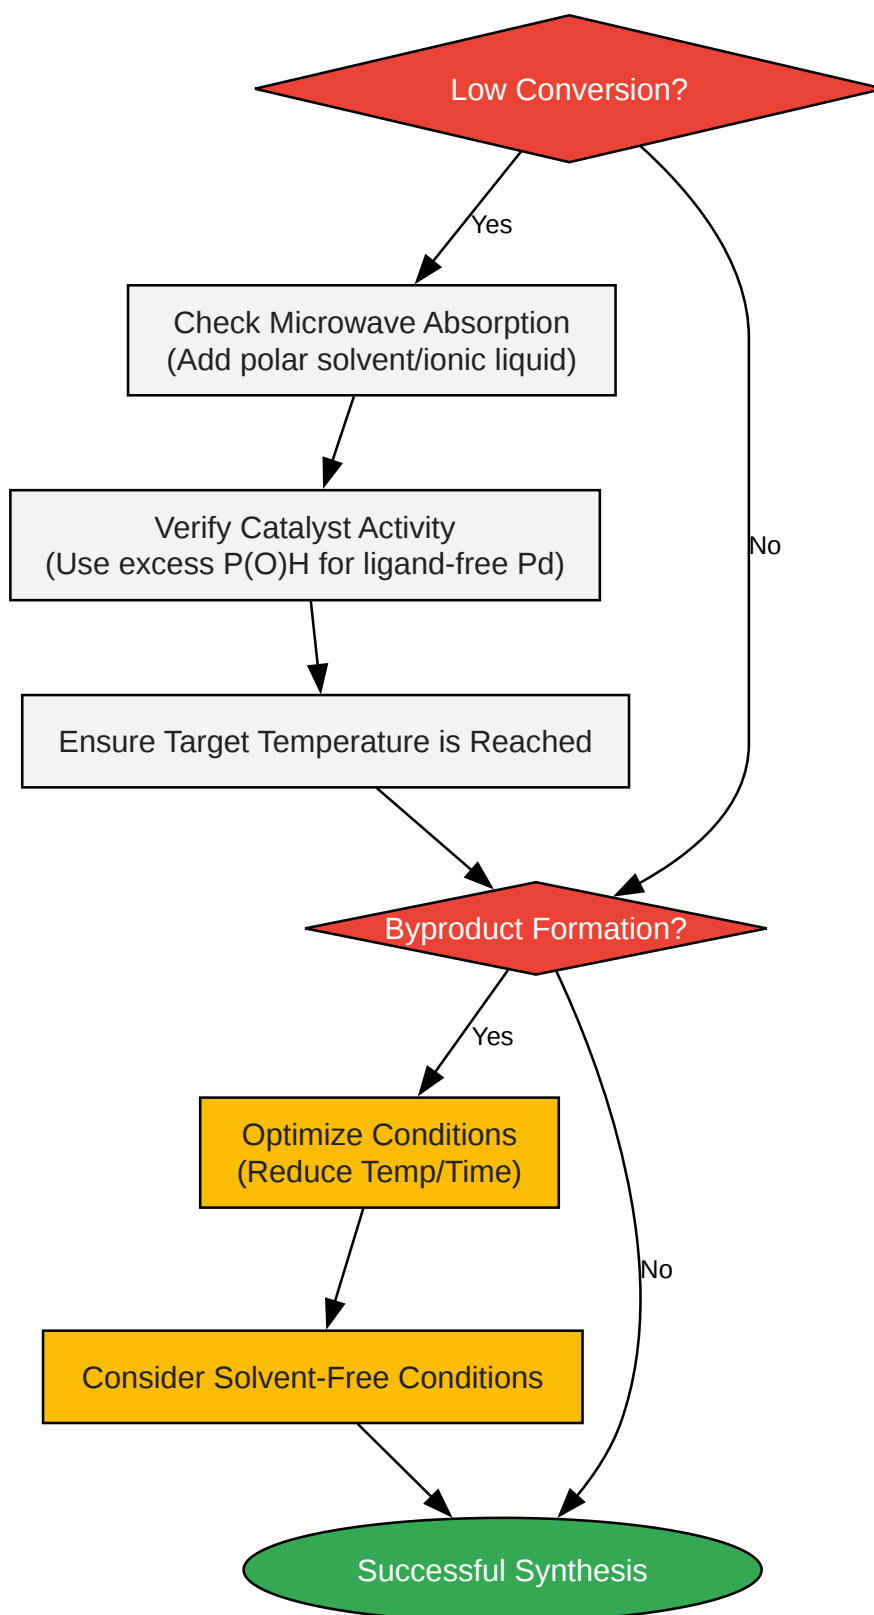 Low Conversion?
Yes
Check Microwave Absorption
(Add polar solvent/ionic liquid)
Verify Catalyst Activity
(Use excess P(O)H for ligand-free Pd)
No
Ensure Target Temperature is Reached
Byproduct Formation?
Yes
Optimize Conditions
(Reduce Temp/Time)
No
Consider Solvent-Free Conditions
Successful Synthesis